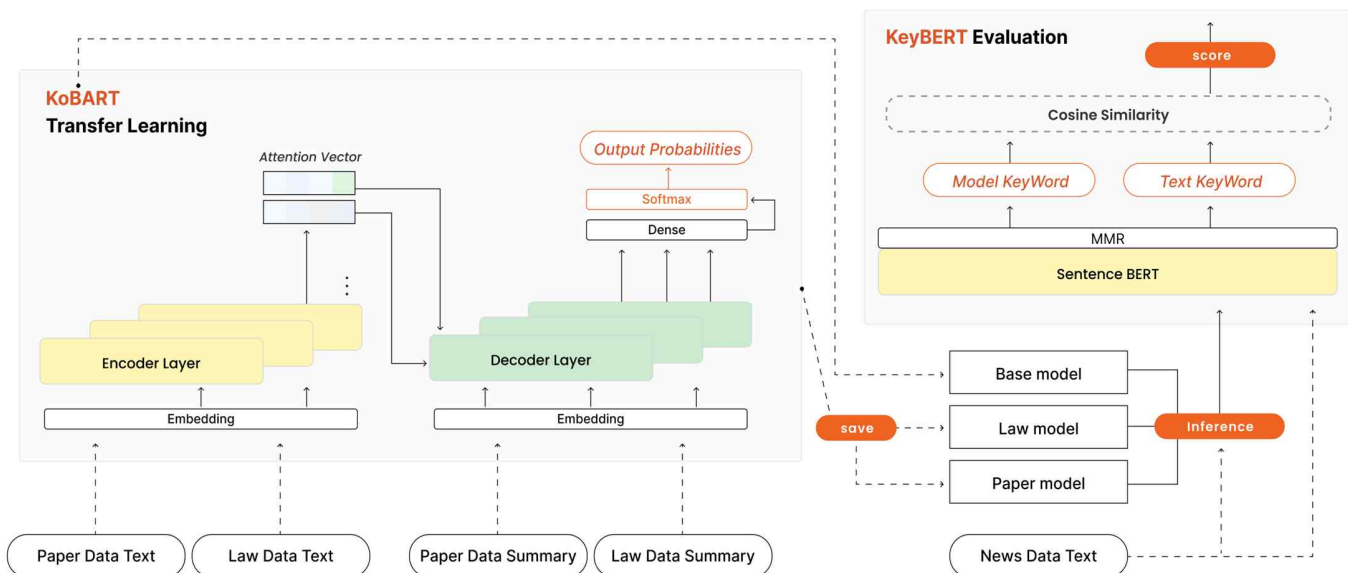 KoBART
Transfer Learning
Attention Vector
Output Probabilities
Softmax
Dense
Encoder Layer
Decoder Layer
Embedding
Embedding
Paper Data Text
Law Data Text
Paper Data Summary
Law Data Summary
KeyBERT Evaluation
score
Cosine Similarity
Model KeyWord
Text KeyWord
MMR
Sentence BERT
Base model
save
Law model
Inference
Paper model
News Data Text